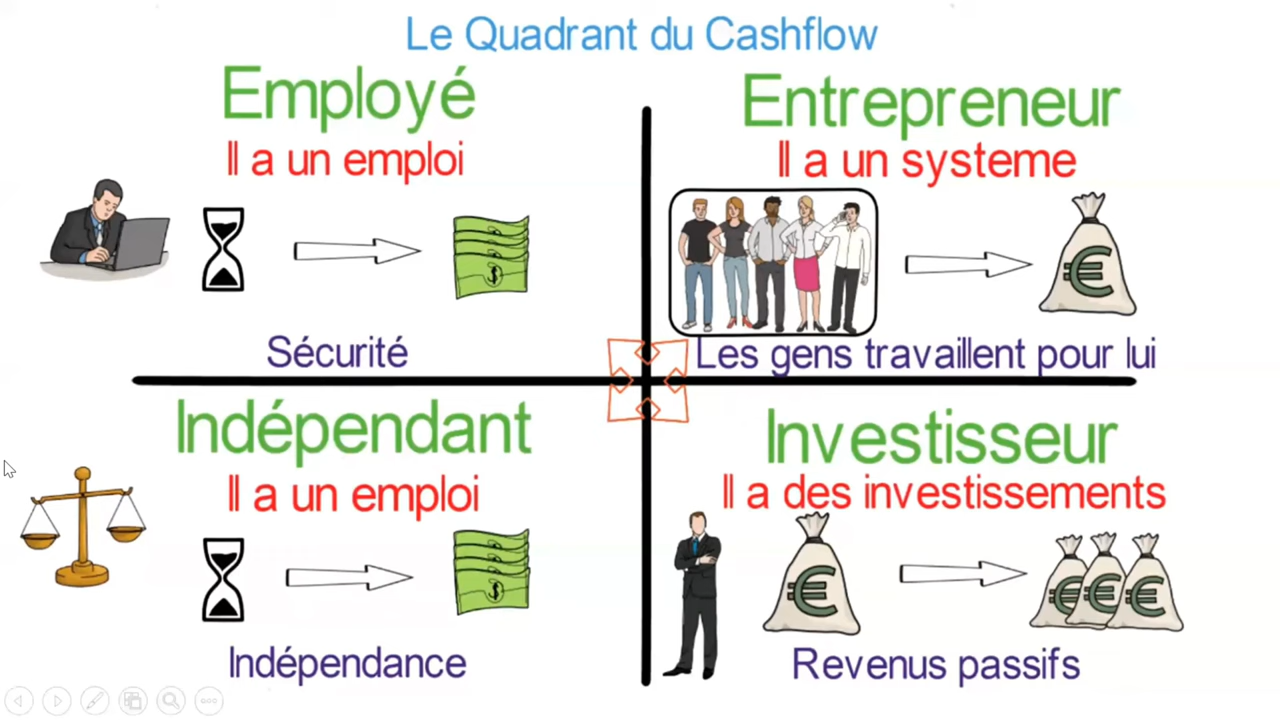 Le Quadrant du Cashflow
Employé
Il a un emploi
Sécurité
Entrepreneur
Il a un systeme
€
Les gens travaillent pour lui
Indépendant
Il a un emploi
Indépendance
Investisseur
Il a des investissements
€
€ € €
Revenus passifs